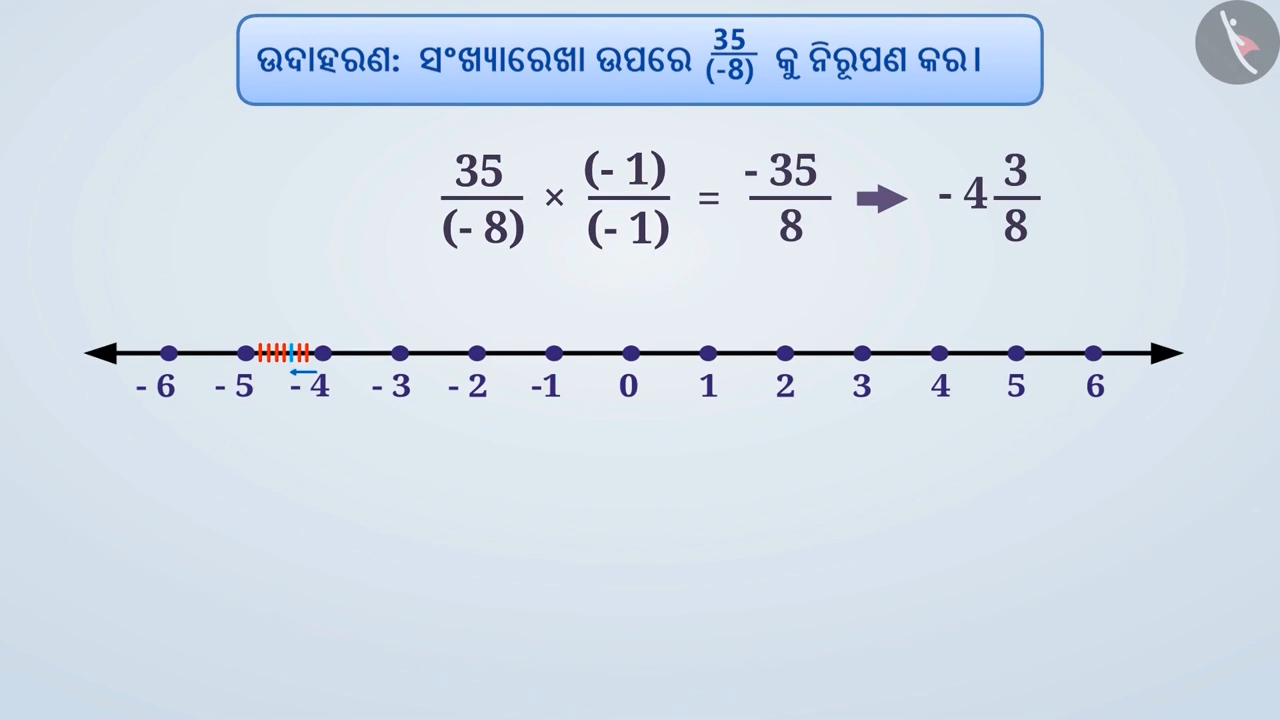 ଉଦାହରଣ: ସଂଖ୍ୟାରେଖା ଉପରେ 35/(-8) କୁ ନିରୂପଣ କର।
35/(- 8) × (- 1)/(- 1) = - 35/8 ➡ - 4 3/8
- 6 - 5 - 4 - 3 - 2 -1 0 1 2 3 4 5 6